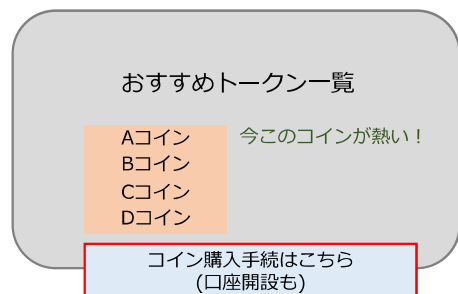 おすすめトークン一覧
Aコイン 今このコインが熱い！
Bコイン
Cコイン
Dコイン
コイン購入手続はこちら
(口座開設も)